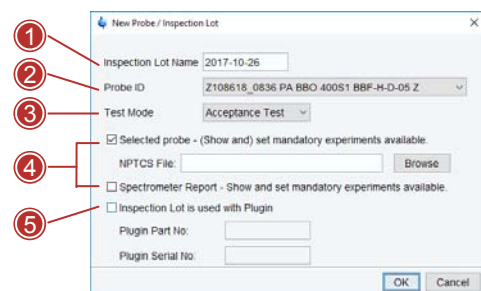 New Probe / Inspection Lot
1
Inspection Lot Name 2017-10-26
2
Probe ID Z108618_0836 PA BBO 400S1 BBF-H-D-05 Z
3
Test Mode Acceptance Test
4
Selected probe - (Show and) set mandatory experiments available.
NPTCS File: Browse
Spectrometer Report - Show and set mandatory experiments available.
5
Inspection Lot is used with Plugin
Plugin Part No:
Plugin Serial No:
OK Cancel